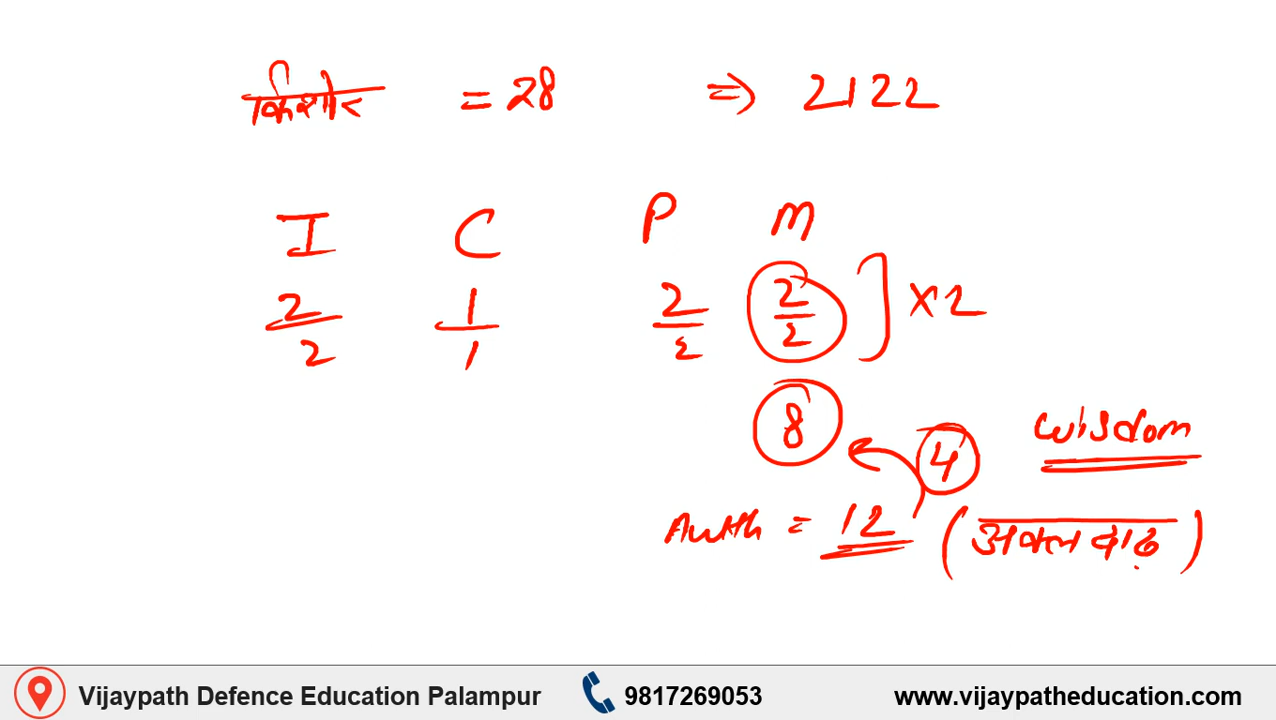 किशोर = 28 ⇒ 2122
I C P M
2/2 1/1 2/2 2/2 ] ×2
8
4 wisdom
Auth = 12 (अक्ल दाढ़)
Vijaypath Defence Education Palampur 9817269053 www.vijaypatheducation.com